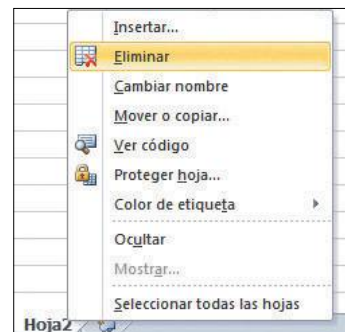 Insertar...
Eliminar
Cambiar nombre
Mover o copiar...
Ver código
Proteger hoja...
Color de etiqueta
Ocultar
Mostrar...
Seleccionar todas las hojas
Hoja2